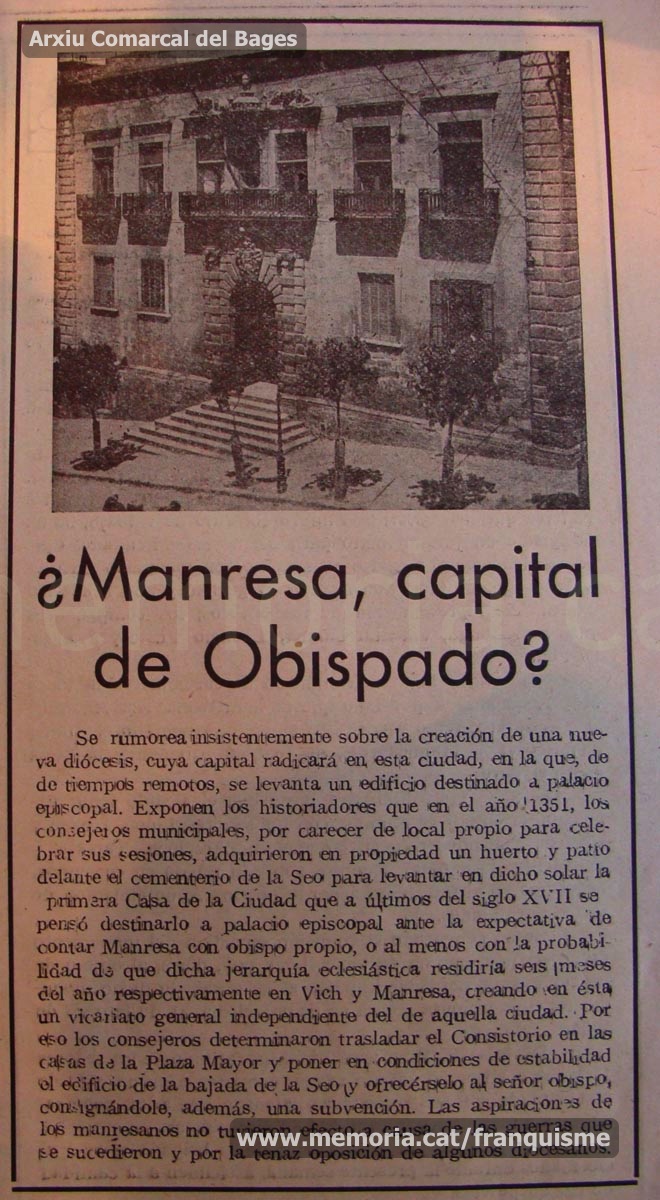 Arxiu Comarcal del Bages
¿Manresa, capital
de Obispado?
Se rumorea insistentemente sobre la creación de una nue-
va diócesis, cuya capital radicará en esta ciudad, en la que, de
de tiempos remotos, se levanta un edificio destinado a palacio
episcopal. Exponen los historiadores que en el año 1351, los
consejeros municipales, por carecer de local propio para cele-
brar sus sesiones, adquirieron en propiedad un huerto y patio
delante el cementerio de la Seo para levantar en dicho solar la
primera Casa de la Ciudad que a últimos del siglo XVII se
pensó destinarlo a palacio episcopal ante la expectativa de
contar Manresa con obispo propio, o al menos con la probabi-
lidad de que dicha jerarquía eclesiástica residiría seis meses
del año respectivamente en Vich y Manresa, creando en ésta
un vicariato general independiente del de aquella ciudad. Por
eso los consejeros determinaron trasladar el Consistorio en las
casas de la Plaza Mayor y poner en condiciones de estabilidad
el edificio de la bajada de la Seo y ofrecérselo al señor obispo,
consignándole, además, una subvención. Las aspiraciones de
los manresanos no tuvieron efecto a causa de las guerras que
se sucedieron y por la tenaz oposición de algunos diocesanos.
www.memoria.cat/franquisme